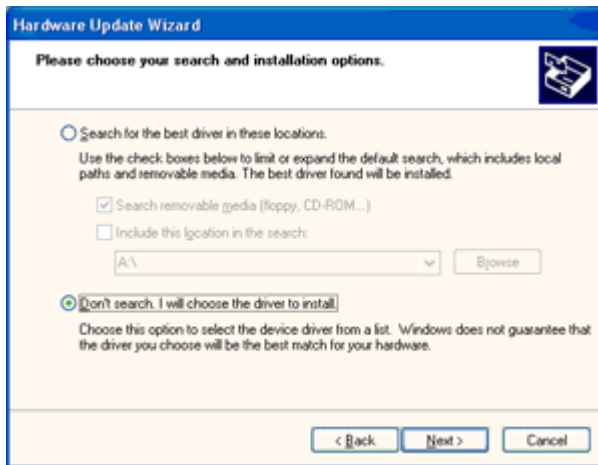 Hardware Update Wizard
Please choose your search and installation options.
Search for the best driver in these locations.
Use the check boxes below to limit or expand the default search, which includes local
paths and removable media. The best driver found will be installed.
Search removable media (floppy, CD-ROM...)
Include this location in the search:
A:\
Browse
Don't search. I will choose the driver to install.
Choose this option to select the device driver from a list. Windows does not guarantee that
the driver you choose will be the best match for your hardware.
< Back Next > Cancel